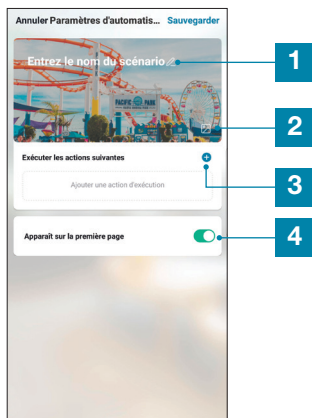 Annuler Paramètres d'automatis... Sauvegarder
Entrez le nom du scénario
1
PACIFIC PARK
2
Exécuter les actions suivantes
3
Ajouter une action d'exécution
Apparaît sur la première page
4